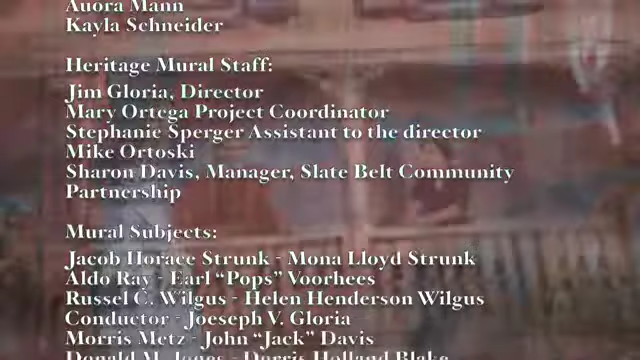 Auora Mann
Kayla Schneider
Heritage Mural Staff:
Jim Gloria, Director
Mary Ortega Project Coordinator
Stephanie Sperger Assistant to the director
Mike Ortoski
Sharon Davis, Manager, Slate Belt Community
Partnership
Mural Subjects:
Jacob Horace Strunk - Mona Lloyd Strunk
Aldo Ray - Earl “Pops” Voorhees
Russel C. Wilgus - Helen Henderson Wilgus
Conductor - Joeseph V. Gloria
Morris Metz - John “Jack” Davis
Donald M. Jones - Dorris Holland Blake